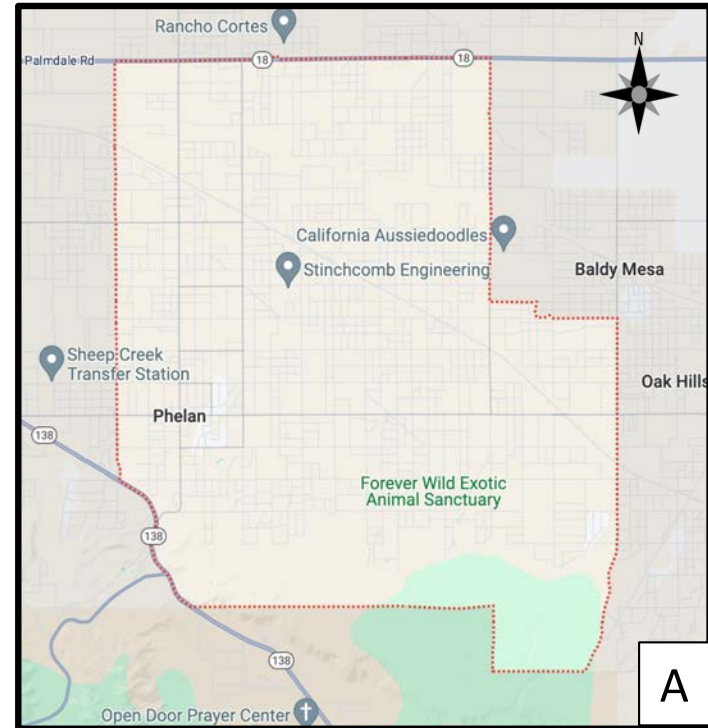 Rancho Cortes
Palmdale Rd
18
18
N
California Aussiedoodles
Stinchcomb Engineering
Baldy Mesa
Sheep Creek
Transfer Station
Oak Hills
Phelan
138
Forever Wild Exotic
Animal Sanctuary
138
138
Open Door Prayer Center
A